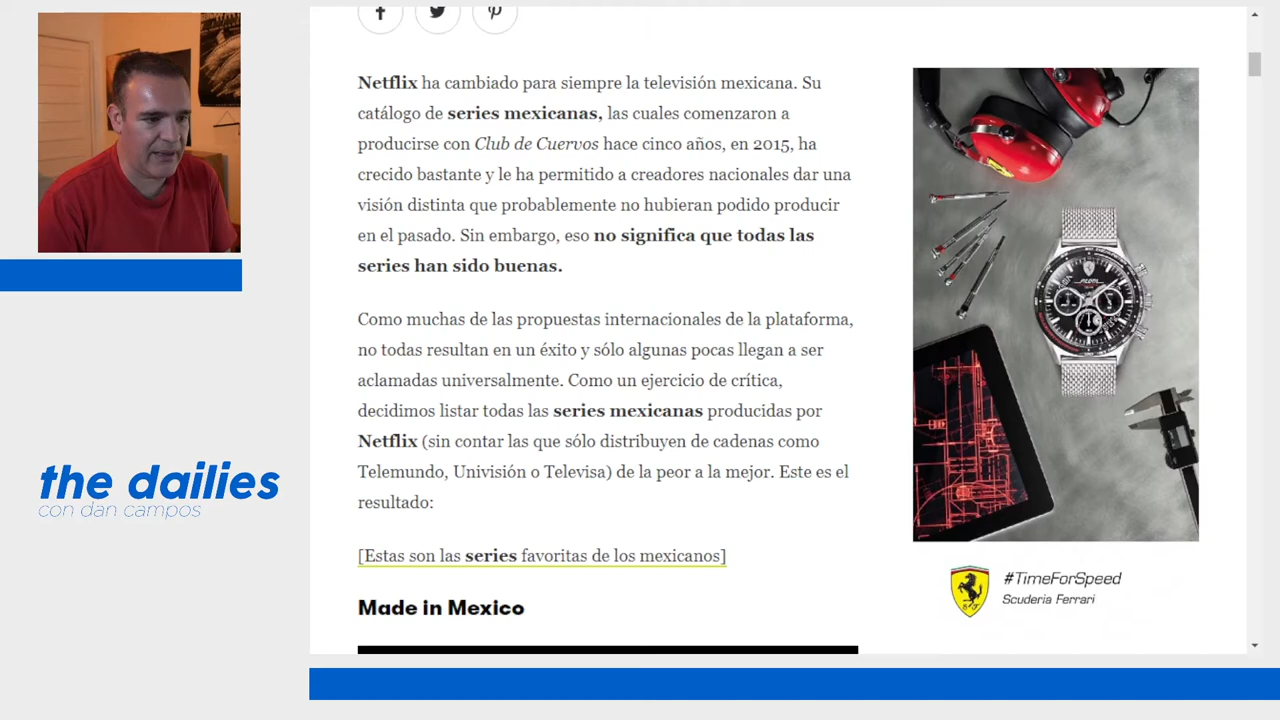 Netflix ha cambiado para siempre la televisión mexicana. Su
catálogo de series mexicanas, las cuales comenzaron a
producirse con Club de Cuervos hace cinco años, en 2015, ha
crecido bastante y le ha permitido a creadores nacionales dar una
visión distinta que probablemente no hubieran podido producir
en el pasado. Sin embargo, eso no significa que todas las
series han sido buenas.
Como muchas de las propuestas internacionales de la plataforma,
no todas resultan en un éxito y sólo algunas pocas llegan a ser
aclamadas universalmente. Como un ejercicio de crítica,
decidimos listar todas las series mexicanas producidas por
Netflix (sin contar las que sólo distribuyen de cadenas como
Telemundo, Univisión o Televisa) de la peor a la mejor. Este es el
resultado:
[Estas son las series favoritas de los mexicanos]
Made in Mexico
#TimeForSpeed
Scuderia Ferrari
the dailies
con dan campos